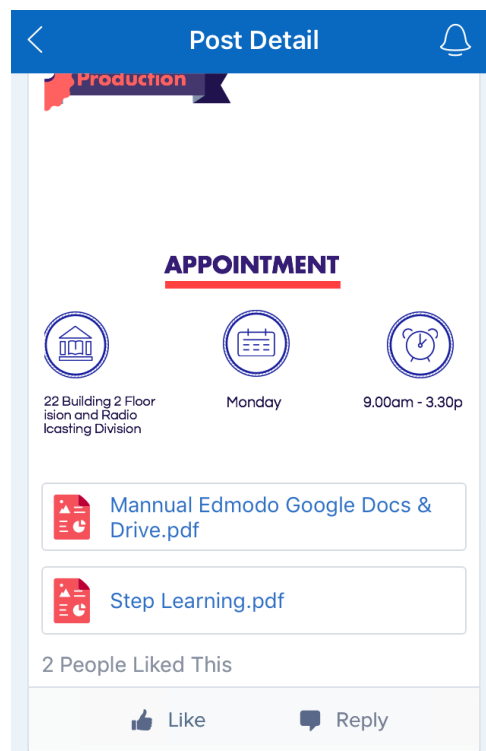 Post Detail
Production
APPOINTMENT
22 Building 2 Floor
ision and Radio
lcasting Division
Monday
9.00am - 3.30p
Mannual Edmodo Google Docs &
Drive.pdf
Step Learning.pdf
2 People Liked This
Like
Reply